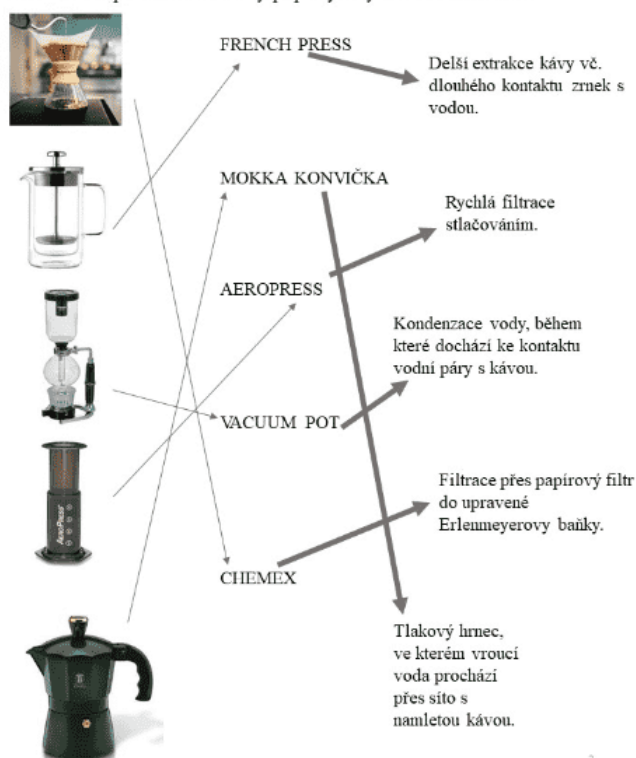 FRENCH PRESS
Delší extrakce kávy vč.
dlouhého kontaktu zrnek s
vodou.
MOKKA KONVIČKA
Rychlá filtrace
stlačováním.
AEROPRESS
Kondenzace vody, během
které dochází ke kontaktu
vodní páry s kávou.
VACUUM POT
Filtrace přes papírový filtr
do upravené
Erlenmeyerovy baňky.
CHEMEX
Tlakový hrnec,
ve kterém vroucí
voda prochází
přes síto s
namletou kávou.
AeroPress